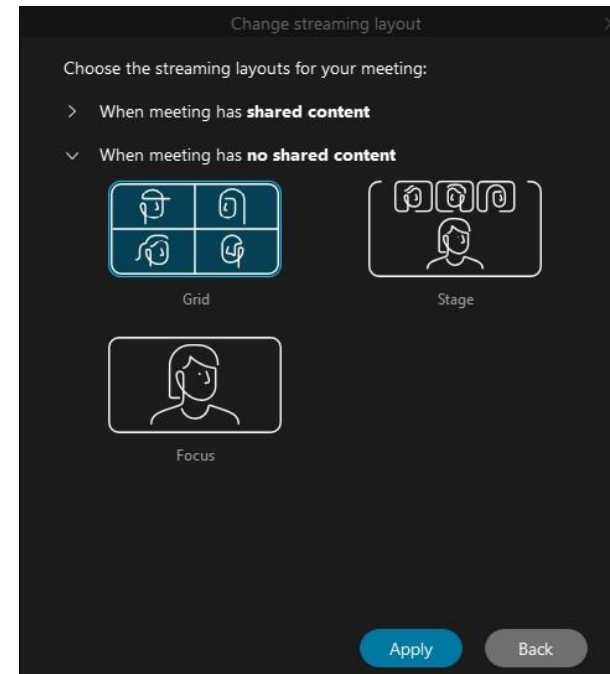 Change streaming layout
Choose the streaming layouts for your meeting:
When meeting has shared content
When meeting has no shared content
Grid
Stage
Focus
Apply
Back